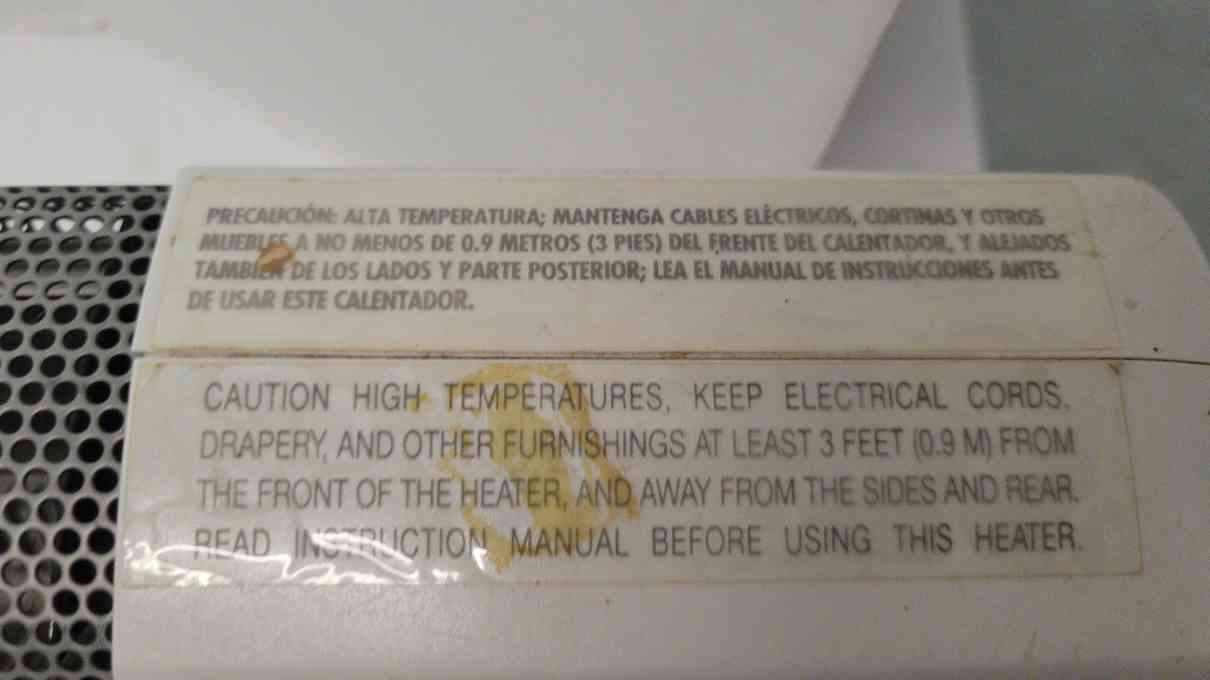 PRECAUCIÓN: ALTA TEMPERATURA; MANTENGA CABLES ELÉCTRICOS, CORTINAS Y OTROS
MUEBLES A NO MENOS DE 0.9 METROS (3 PIES) DEL FRENTE DEL CALENTADOR, Y ALEJADOS
TAMBIEN DE LOS LADOS Y PARTE POSTERIOR; LEA EL MANUAL DE INSTRUCCIONES ANTES
DE USAR ESTE CALENTADOR.
CAUTION HIGH TEMPERATURES, KEEP ELECTRICAL CORDS,
DRAPERY, AND OTHER FURNISHINGS AT LEAST 3 FEET (0.9 M) FROM
THE FRONT OF THE HEATER, AND AWAY FROM THE SIDES AND REAR.
READ INSTRUCTION MANUAL BEFORE USING THIS HEATER.